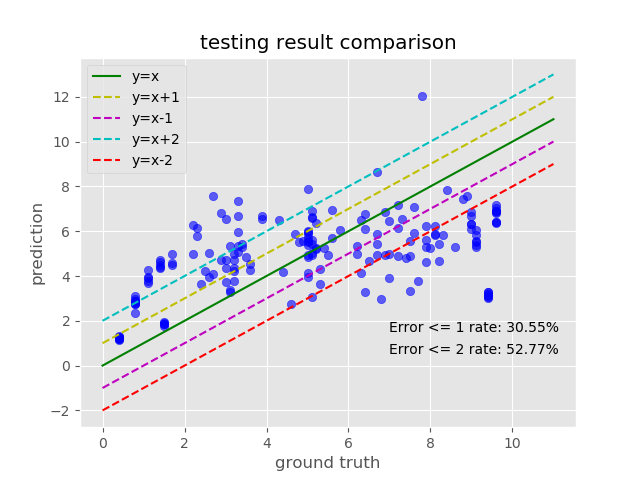 testing result comparison
y=x
y=x+1
y=x-1
y=x+2
y=x-2
12
10
8
6
4
2
0
−2
prediction
Error <= 1 rate: 30.55%
Error <= 2 rate: 52.77%
0 2 4 6 8 10
ground truth